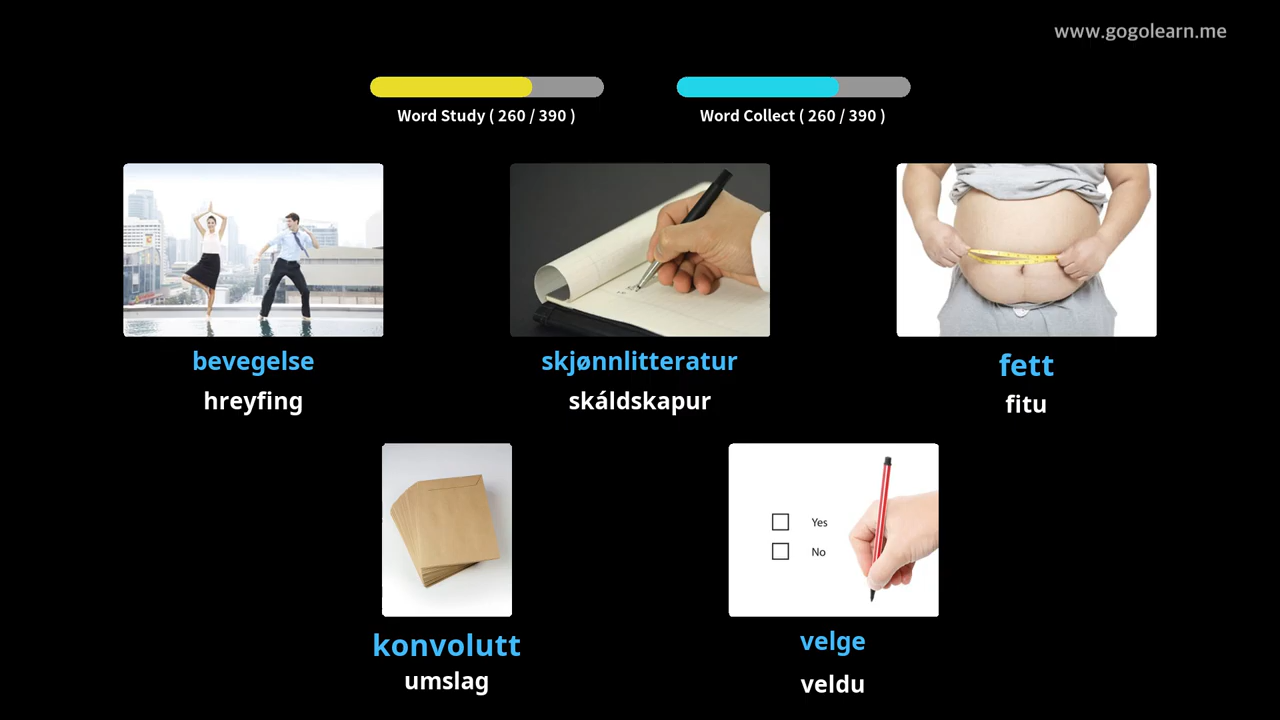 www.gogolearn.me
Word Study ( 260 / 390 )
Word Collect ( 260 / 390 )
bevegelse
hreyfing
skjønnlitteratur
skáldskapur
fett
fitu
Yes
No
konvolutt
umslag
velge
veldu